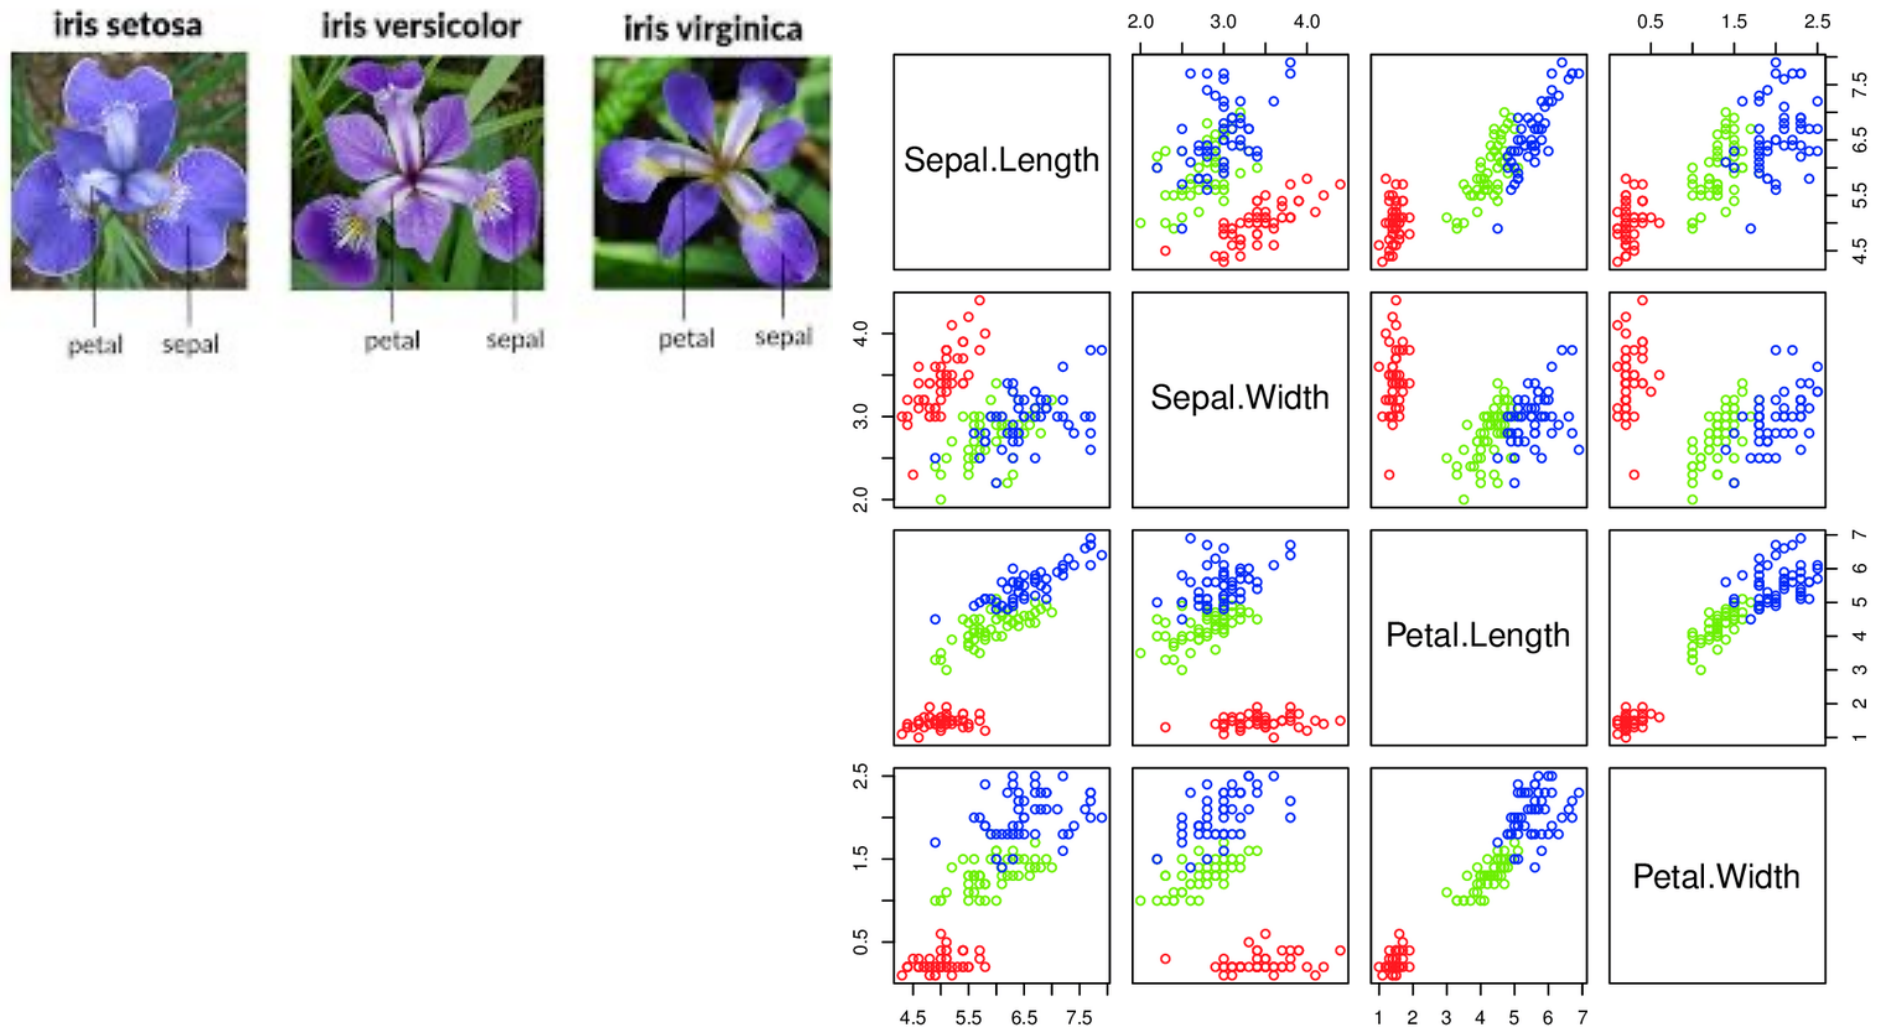 iris setosa
iris versicolor
iris virginica
petal
sepal
petal
sepal
petal
sepal
2.0 3.0 4.0
0.5 1.5 2.5
Sepal.Length
4.5 5.5 6.5 7.5
2.0 3.0 4.0
Sepal.Width
Petal.Length
1 2 3 4 5 6 7
0.5 1.5 2.5
Petal.Width
4.5 5.5 6.5 7.5
1 2 3 4 5 6 7